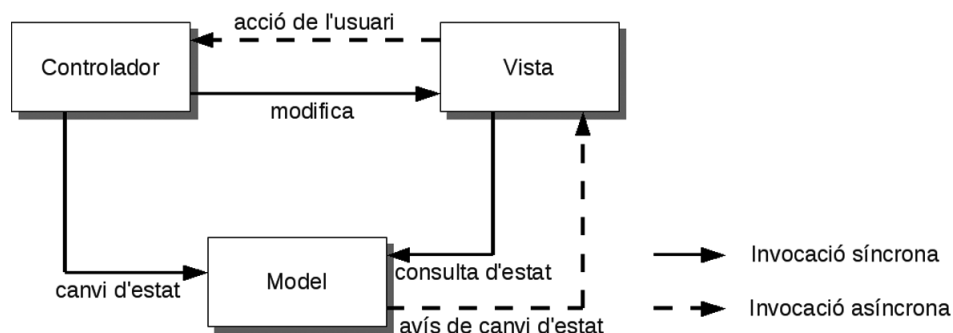 acció de l'usuari
Controlador
Vista
modifica
Model
canvi d'estat
consulta d'estat
avís de canvi d'estat
Invocació síncrona
Invocació asíncrona